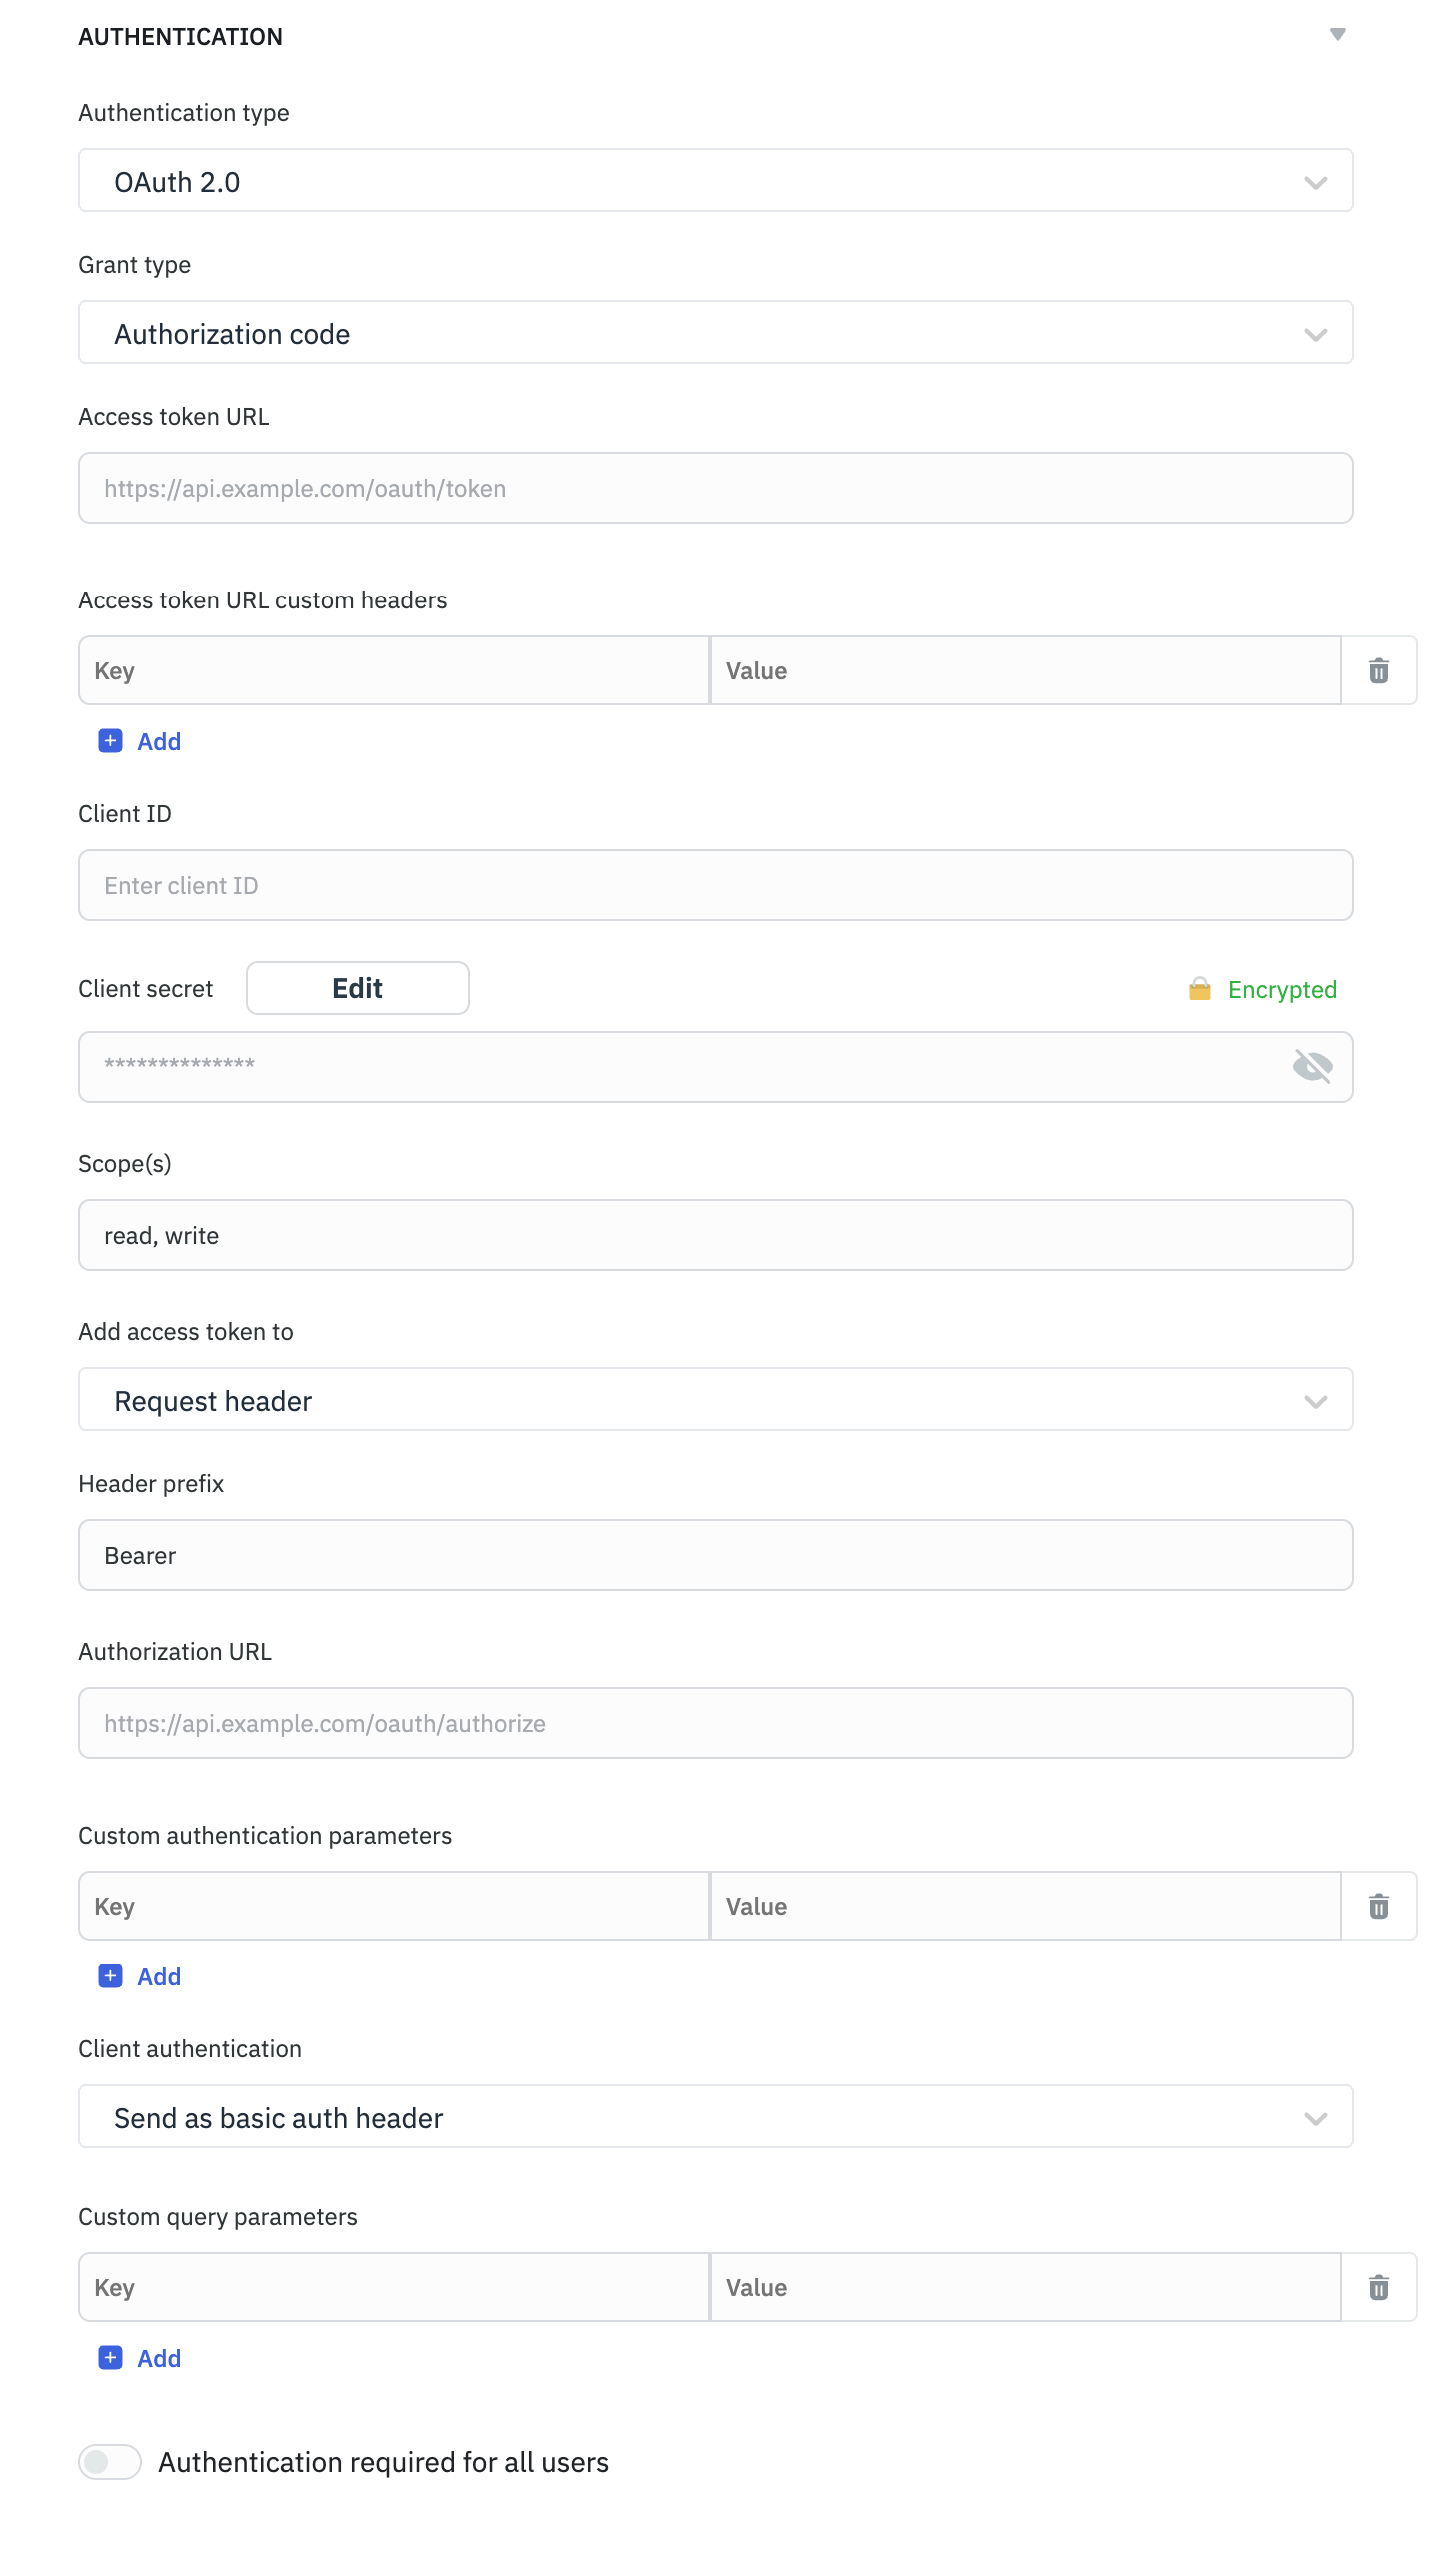 AUTHENTICATION
Authentication type
OAuth 2.0
Grant type
Authorization code
Access token URL
https://api.example.com/oauth/token
Access token URL custom headers
Key Value
Add
Client ID
Enter client ID
Client secret Edit Encrypted
**************
Scope(s)
read, write
Add access token to
Request header
Header prefix
Bearer
Authorization URL
https://api.example.com/oauth/authorize
Custom authentication parameters
Key Value
Add
Client authentication
Send as basic auth header
Custom query parameters
Key Value
Add
Authentication required for all users